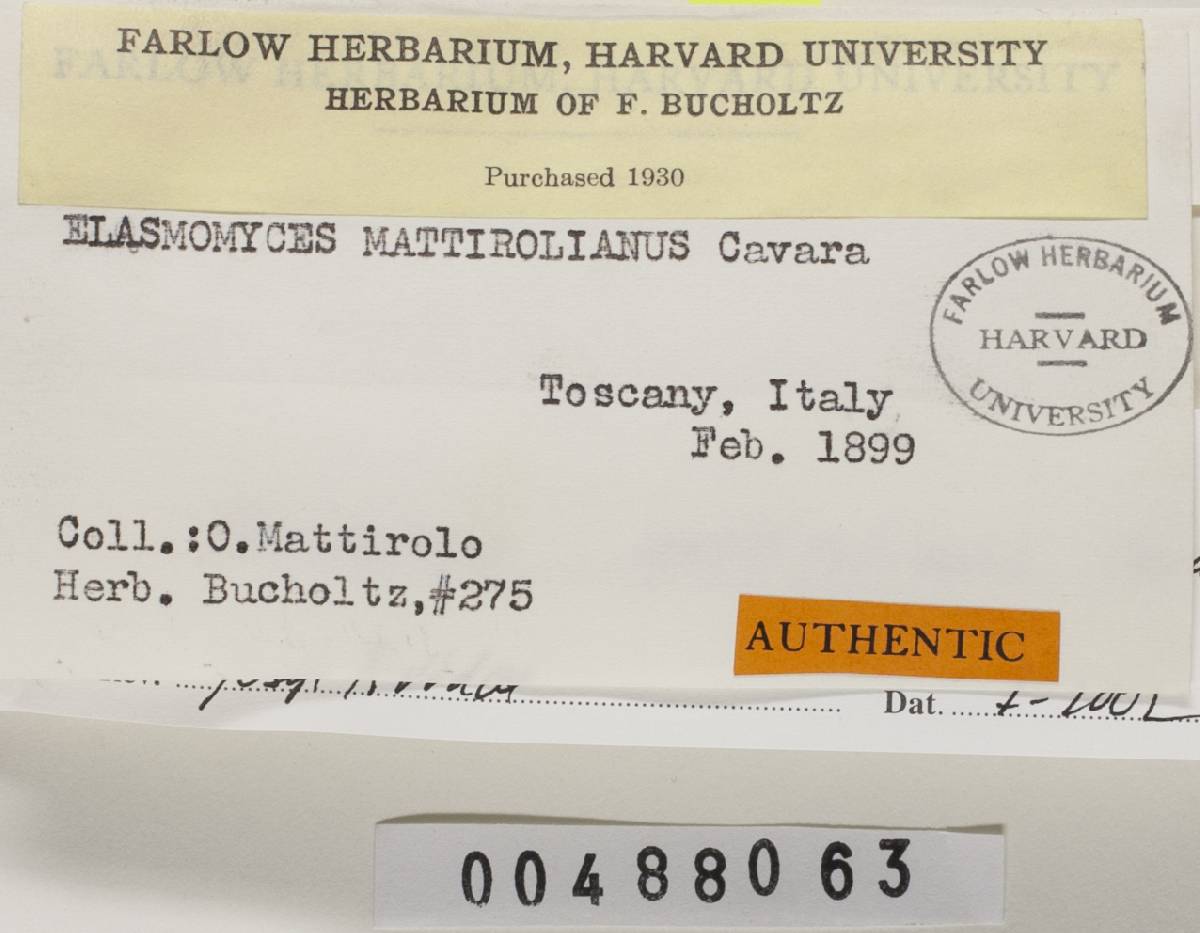 FARLOW HERBARIUM, HARVARD UNIVERSITY
HERBARIUM OF F. BUCHOLTZ
Purchased 1930
ELASMOMYCES MATTIROLIANUS Cavara
FARLOW HERBARIUM
HARVARD
UNIVERSITY
Toscany, Italy
Feb. 1899
Coll.:O.Mattirolo
Herb. Bucholtz,#275
AUTHENTIC
Dat.
00488063